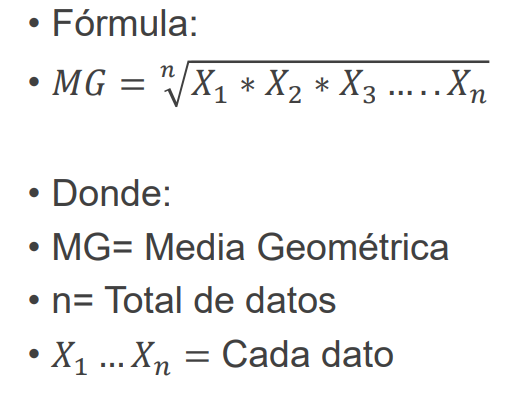 • Fórmula:
• MG = ⁿ√X₁ * X₂ * X₃ ….. Xₙ
• Donde:
• MG= Media Geométrica
• n= Total de datos
• X₁ … Xₙ = Cada dato